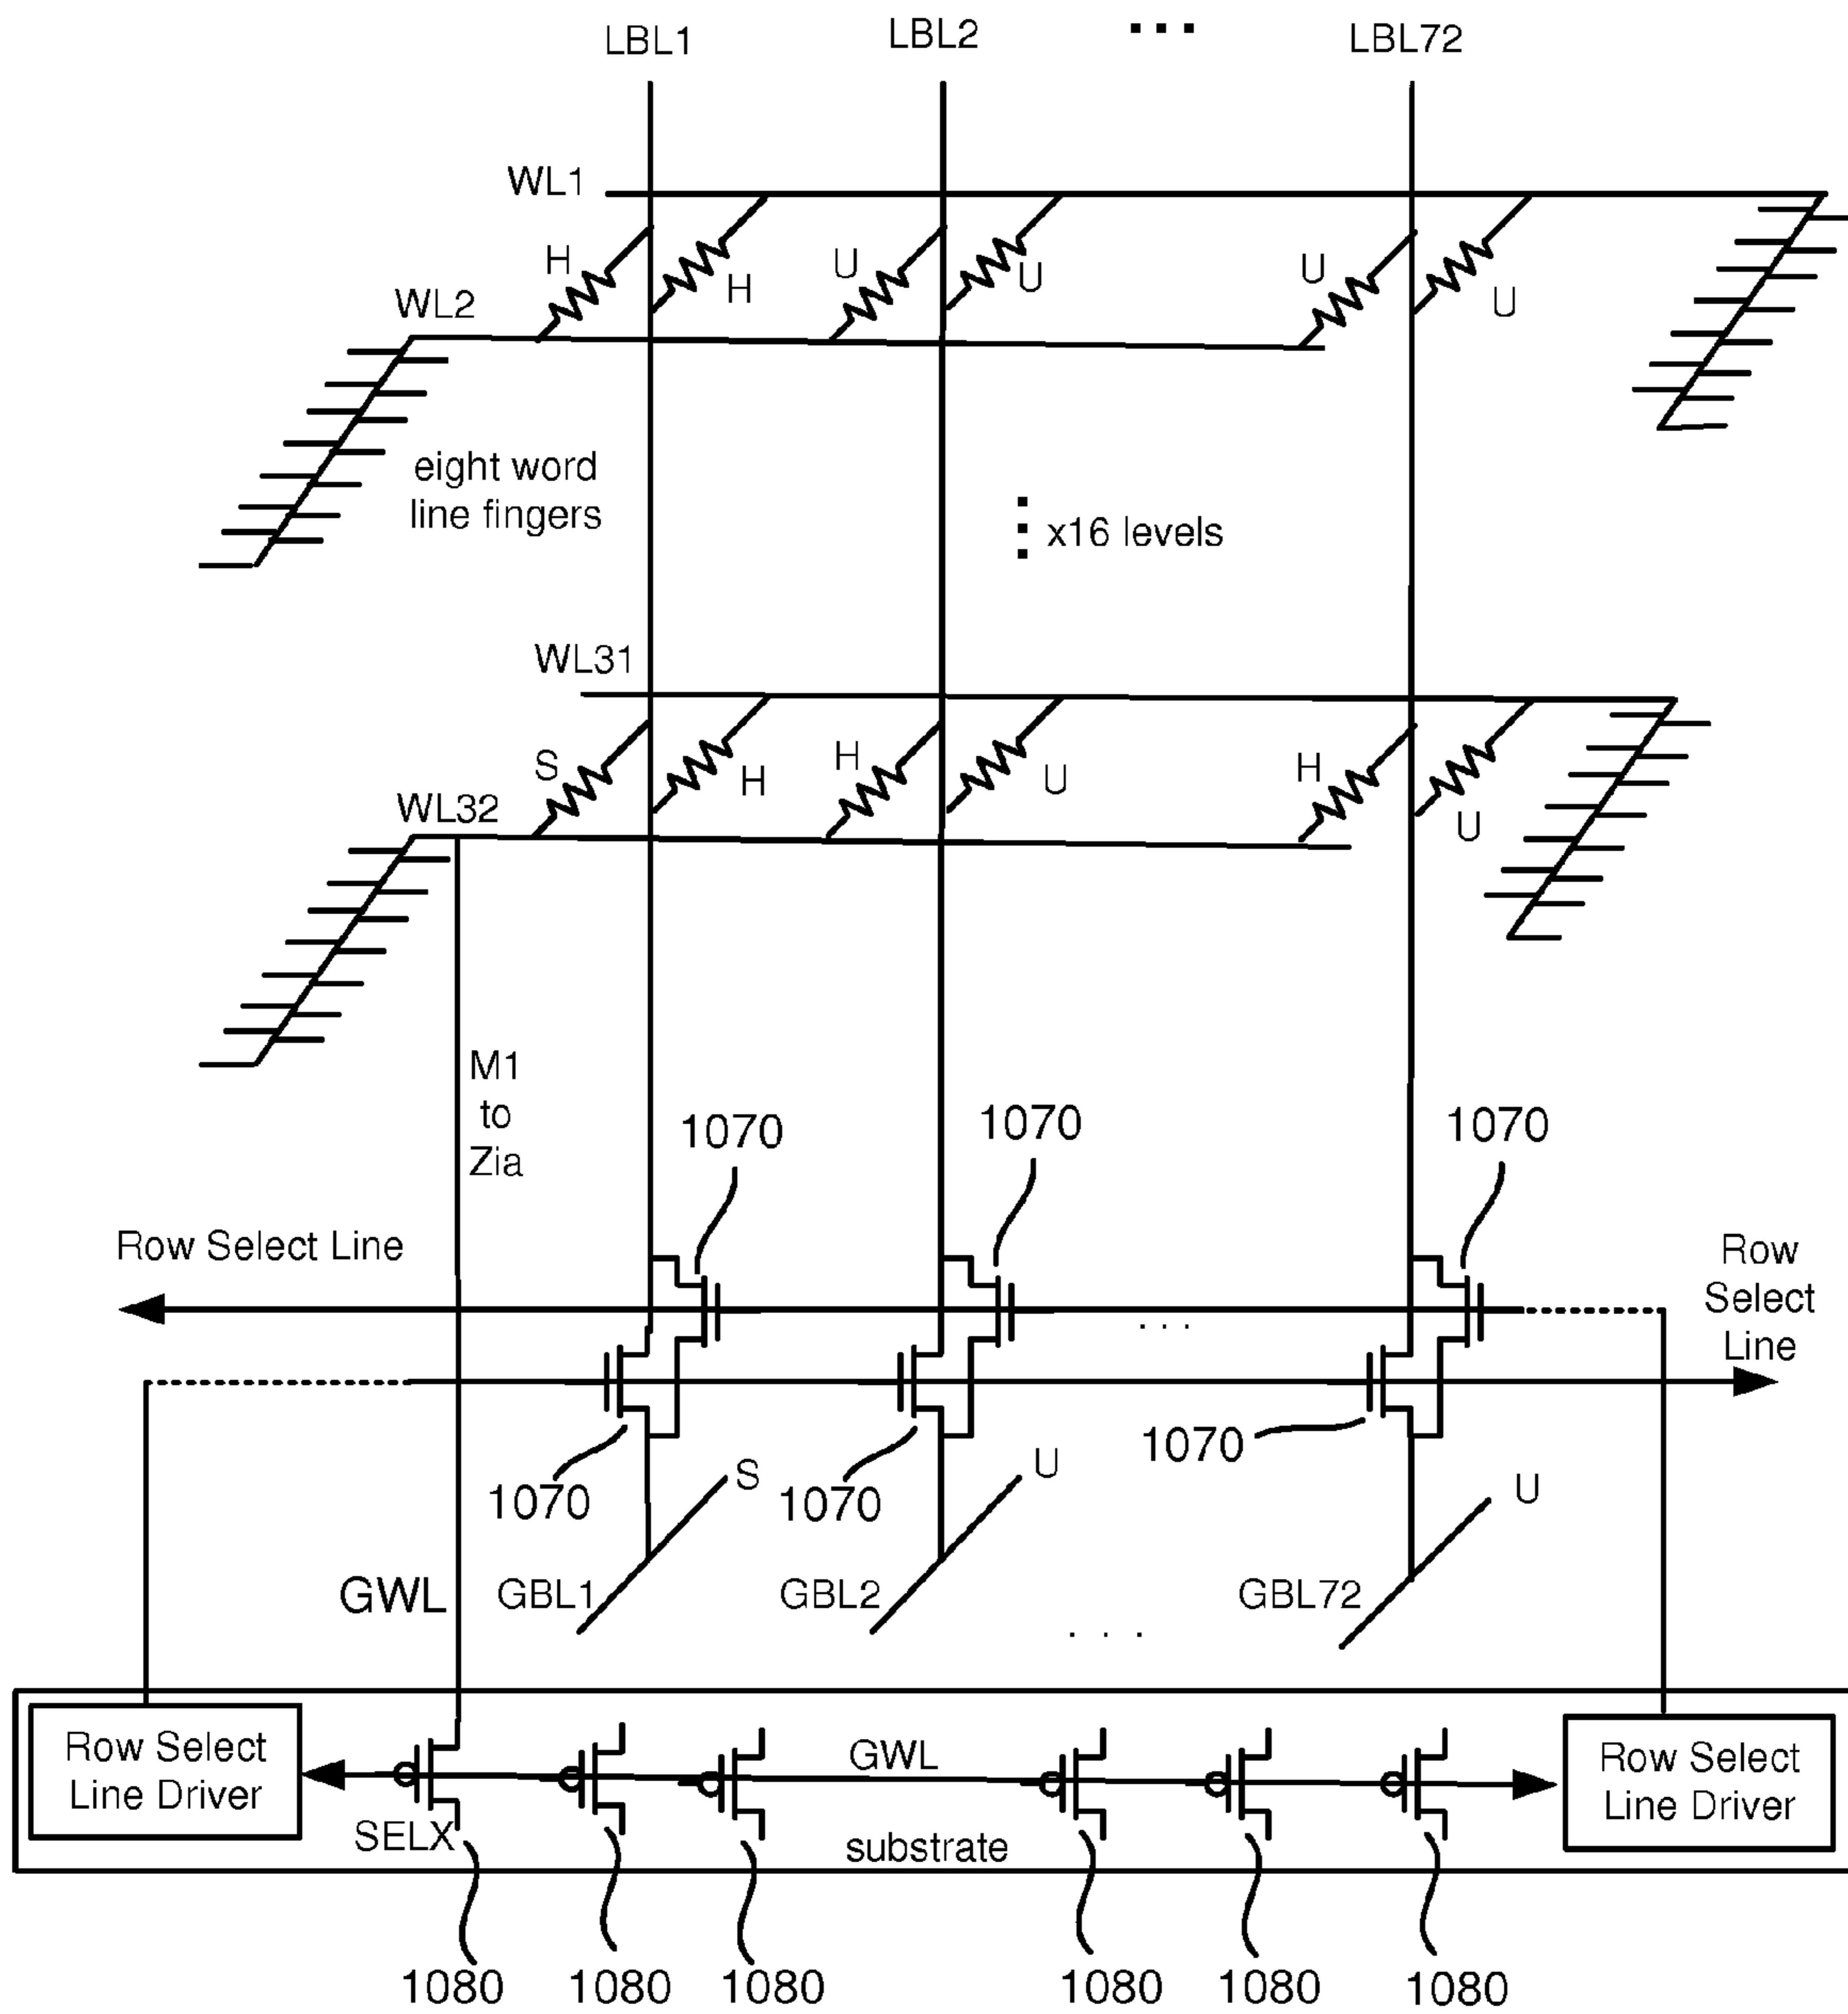 LBL1
LBL2
...
LBL72
WL1
H
H
U
U
U
U
WL2
eight word
line fingers
x16 levels
WL31
S
H
H
U
H
U
WL32
M1
to
Zia
1070
1070
1070
Row Select Line
Row
Select
Line
...
1070
1070
1070
S
U
U
GWL
GBL1
GBL2
GBL72
...
Row Select
Line Driver
GWL
Row Select
Line Driver
SELX
substrate
1080
1080
1080
1080
1080
1080